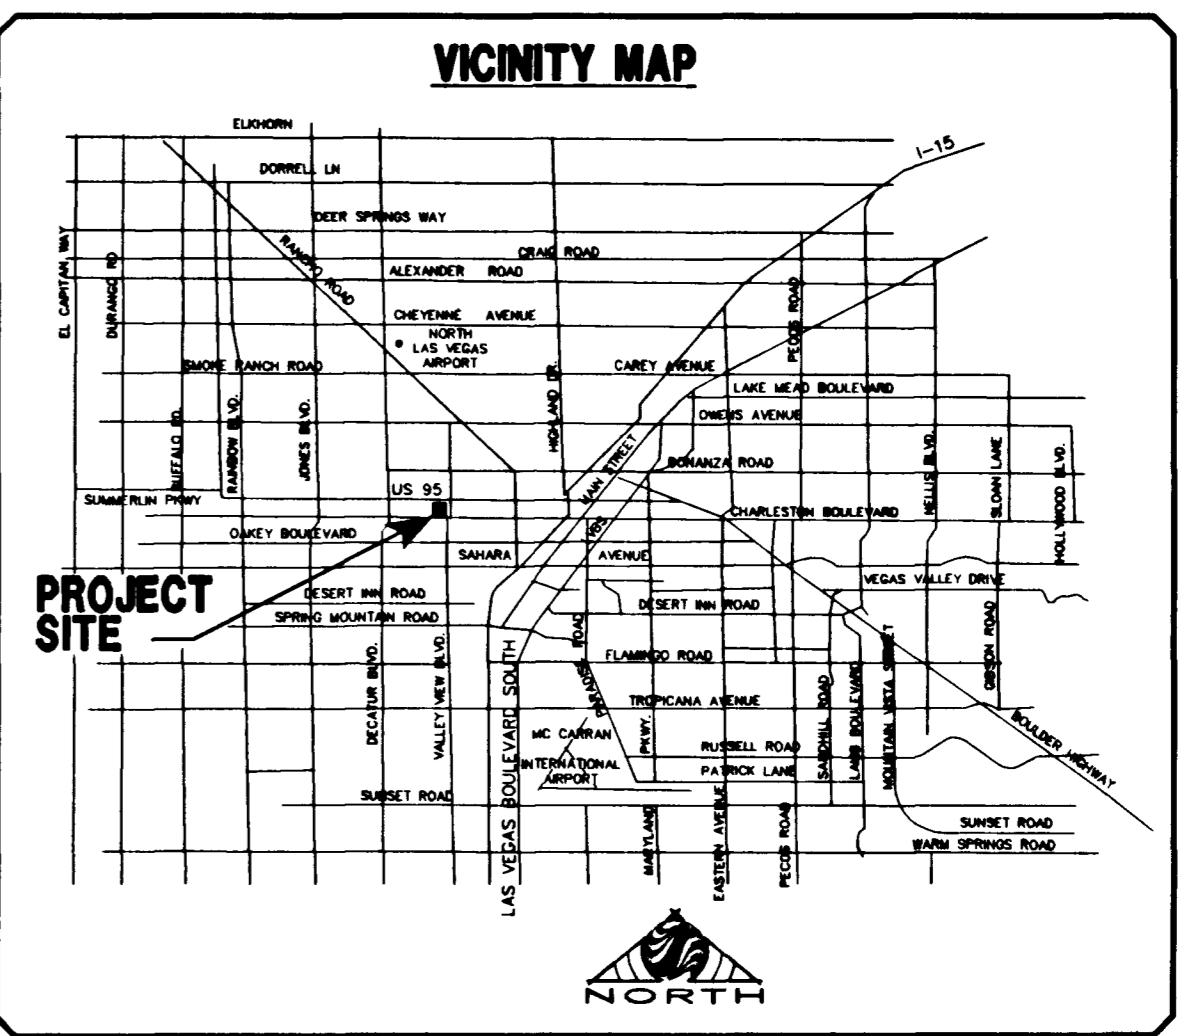 VICINITY MAP
ELKHORN
I-15
DORRELL LN
DEER SPRINGS WAY
EL CAPITAN WAY
DURANGO RD
RANCHO ROAD
CRAIG ROAD
ALEXANDER ROAD
PECOS ROAD
CHEYENNE AVENUE
NORTH
LAS VEGAS
AIRPORT
SMOKE RANCH ROAD
CAREY AVENUE
HIGHLAND DR.
LAKE MEAD BOULEVARD
OWENS AVENUE
BUFFALO RD.
RAINBOW BLVD.
JONES BLVD.
MAIN STREET
BONANZA ROAD
NELLIS BLVD.
SLOAN LANE
HOLLYWOOD BLVD.
SUMMERLIN PKWY
US 95
CHARLESTON BOULEVARD
OAKEY BOULEVARD
SAHARA AVENUE
VEGAS VALLEY DRIVE
PROJECT
SITE
DESERT INN ROAD
DESERT INN ROAD
SPRING MOUNTAIN ROAD
PARADISE ROAD
FLAMINGO ROAD
GIBSON ROAD
DECATUR BLVD.
VALLEY VIEW BLVD.
LAS VEGAS BOULEVARD SOUTH
TROPICANA AVENUE
SANDHILL ROAD
LAMB BOULEVARD
MOUNTAIN VISTA STREET
BOULDER HIGHWAY
MC CARRAN
INTERNATIONAL
AIRPORT
RUSSELL ROAD
PATRICK LANE
SUNSET ROAD
MARYLAND PKWY.
EASTERN AVENUE
PECOS ROAD
SUNSET ROAD
WARM SPRINGS ROAD
NORTH